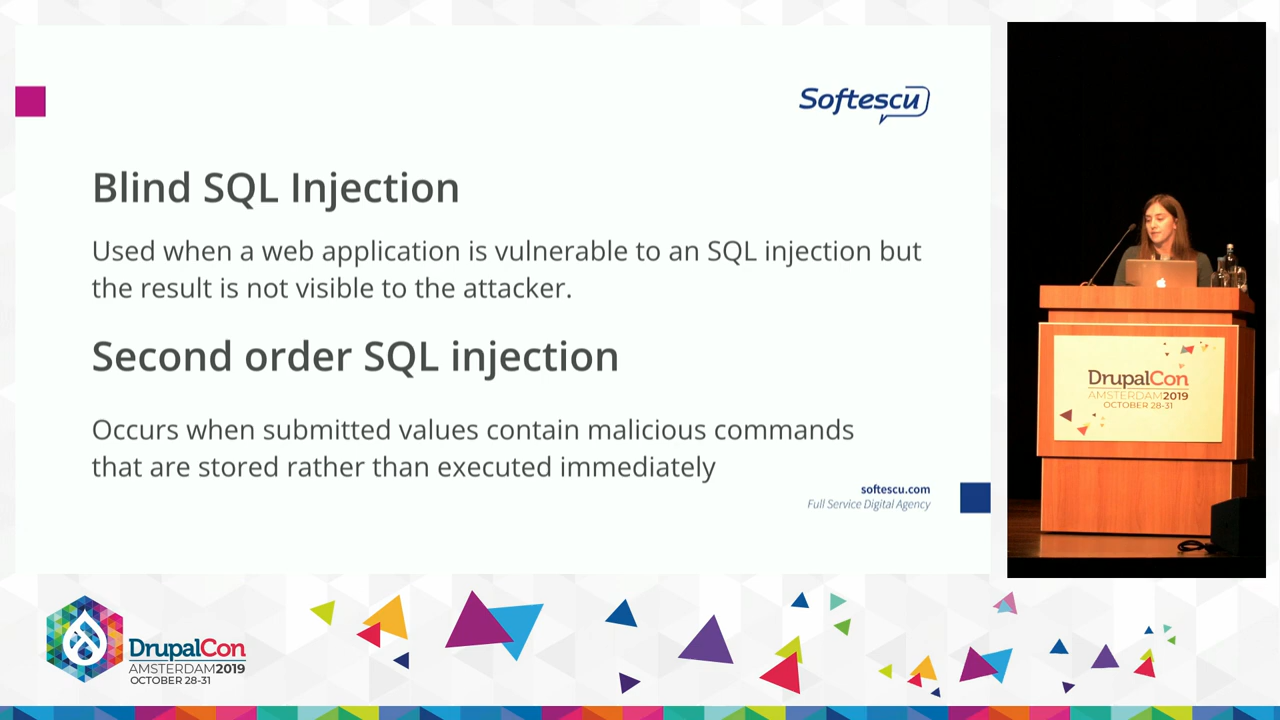 Softescu
Blind SQL Injection
Used when a web application is vulnerable to an SQL injection but
the result is not visible to the attacker.
Second order SQL injection
Occurs when submitted values contain malicious commands
that are stored rather than executed immediately
softescu.com
Full Service Digital Agency
DrupalCon
AMSTERDAM2019
OCTOBER 28-31
DrupalCon
AMSTERDAM2019
OCTOBER 28-31